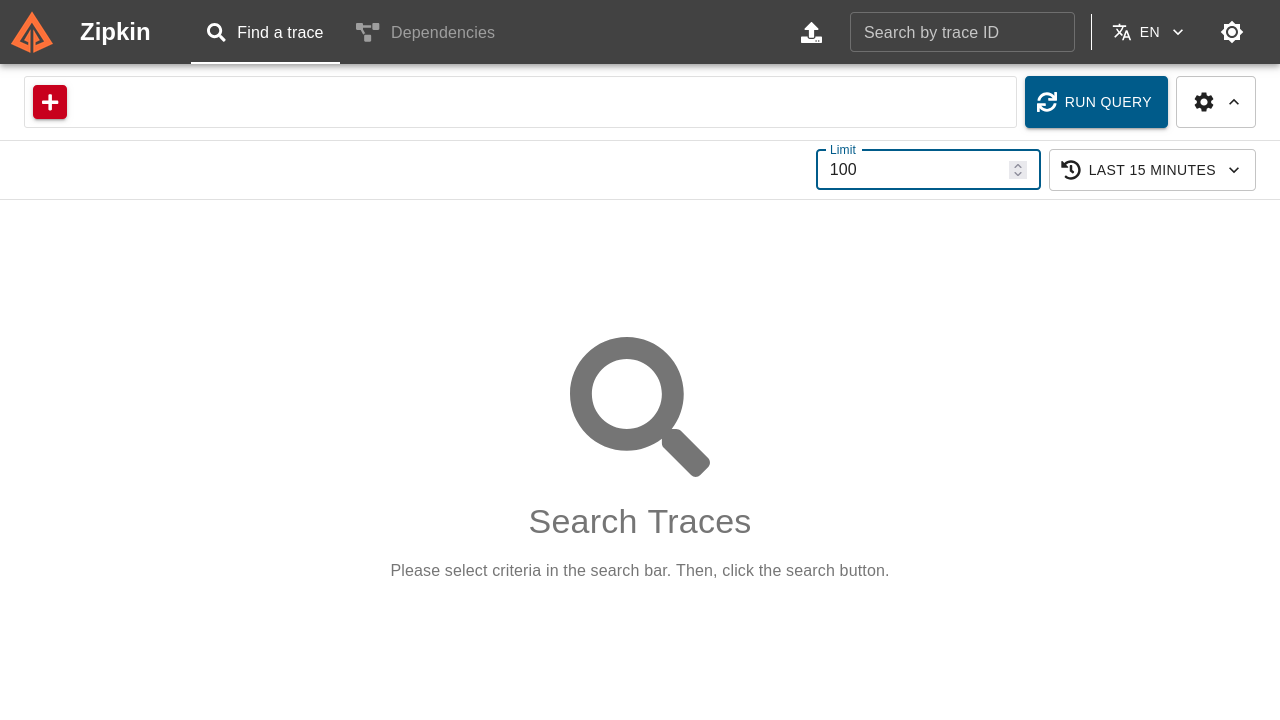 Zipkin
Find a trace
Dependencies
Search by trace ID
EN
RUN QUERY
Limit
100
LAST 15 MINUTES
Search Traces
Please select criteria in the search bar. Then, click the search button.